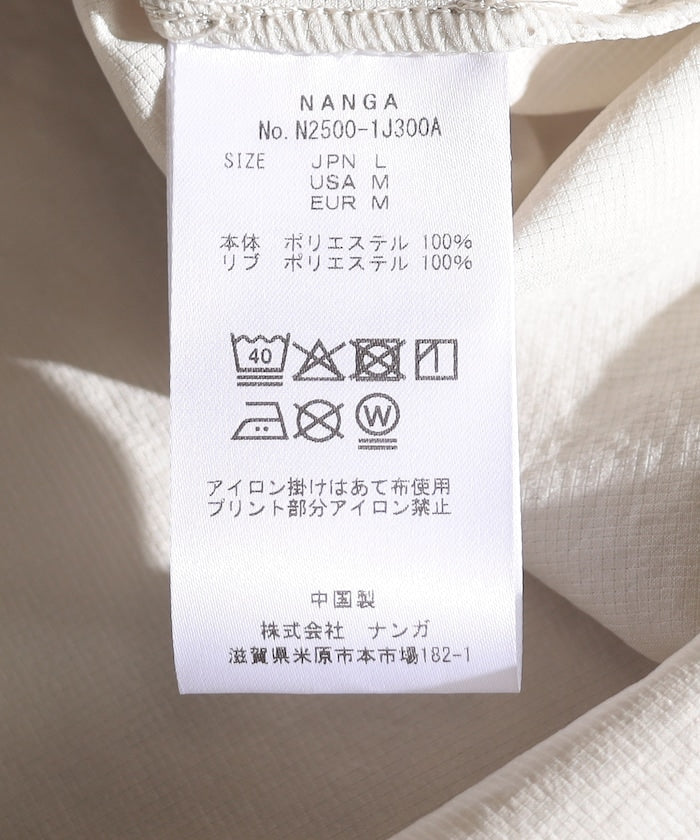 NANGA
No. N2500-1J300A
SIZE JPN L
USA M
EUR M
本体 ポリエステル 100%
リブ ポリエステル 100%
40
W
アイロン掛けはあて布使用
プリント部分アイロン禁止
中国製
株式会社 ナンガ
滋賀県米原市本市場182-1